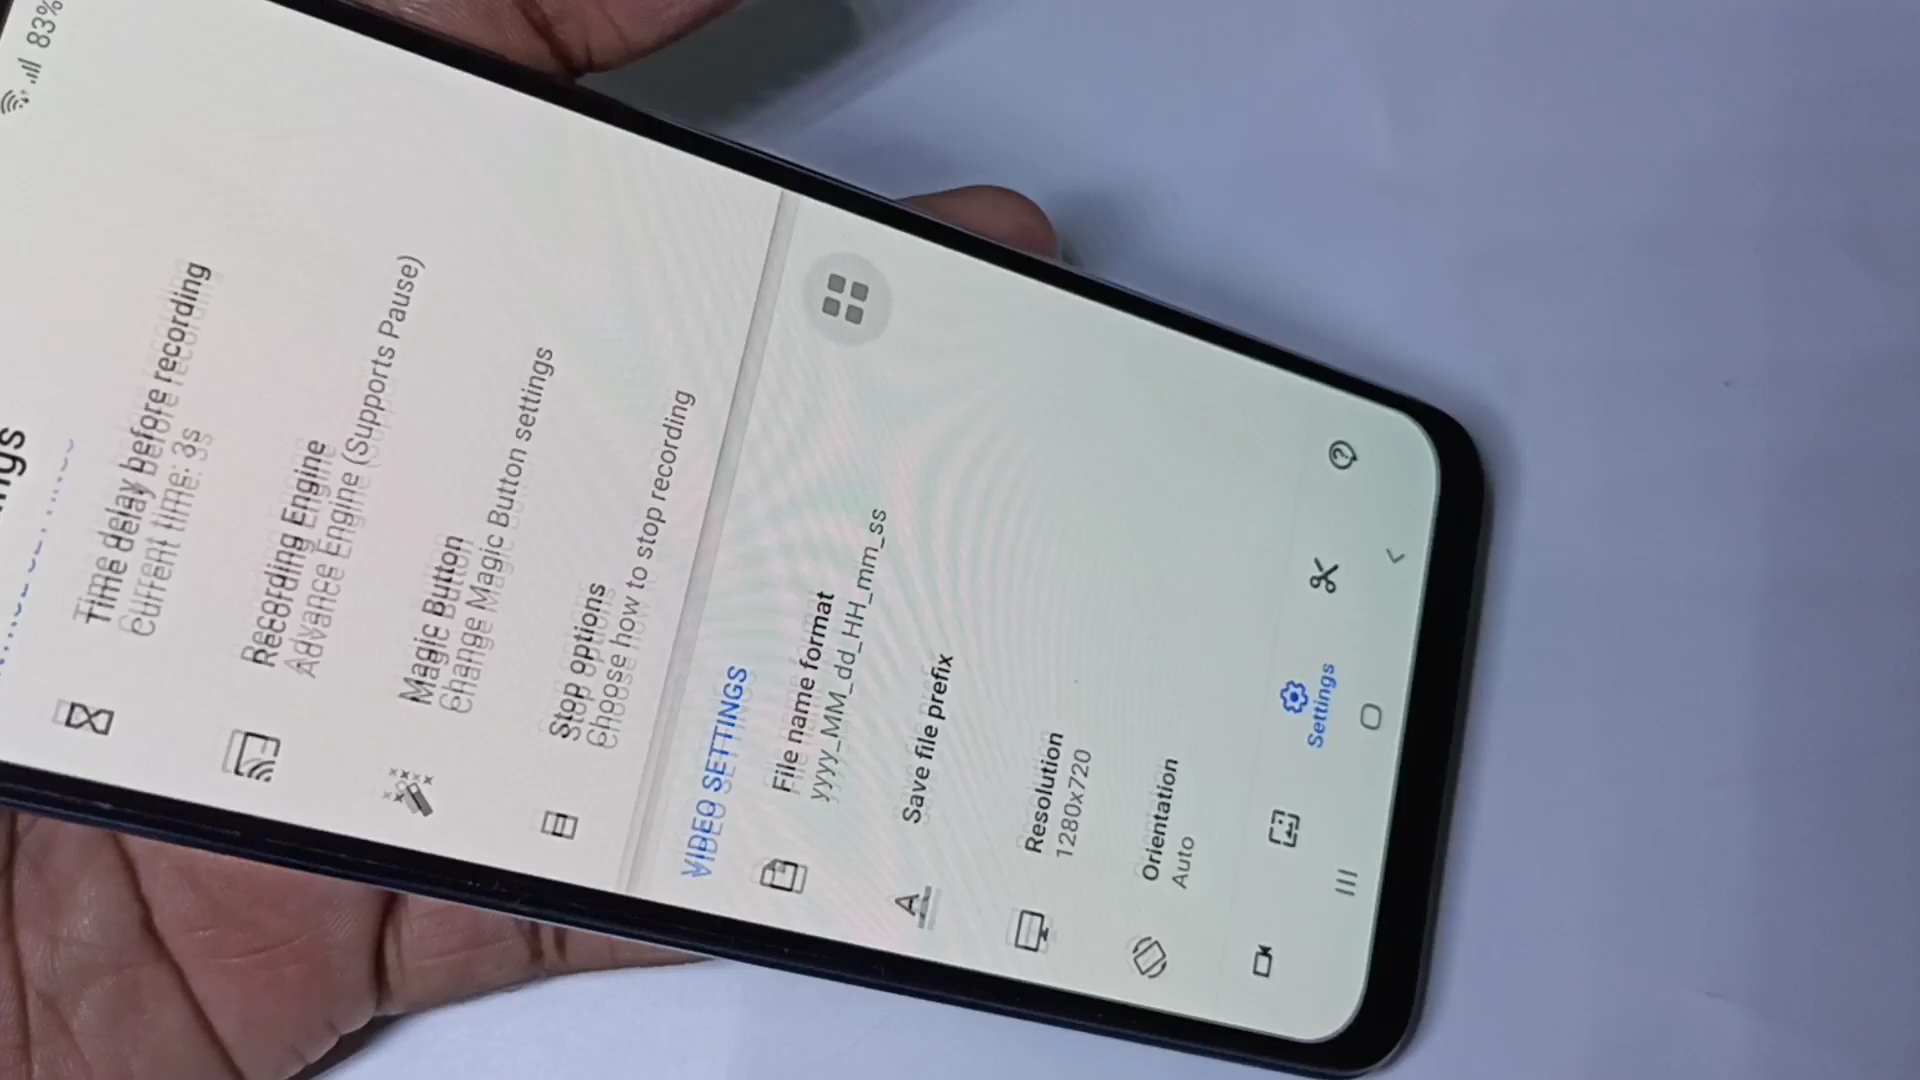 83%
Time delay before recording
Current time: 3s
Recording Engine
Advance Engine (Supports Pause)
Magic Button
Change Magic Button settings
Stop options
Choose how to stop recording
VIDEO SETTINGS
File name format
yyyy_MM_dd_HH_mm_ss
Save file prefix
Resolution
1280x720
Orientation
Auto
Settings